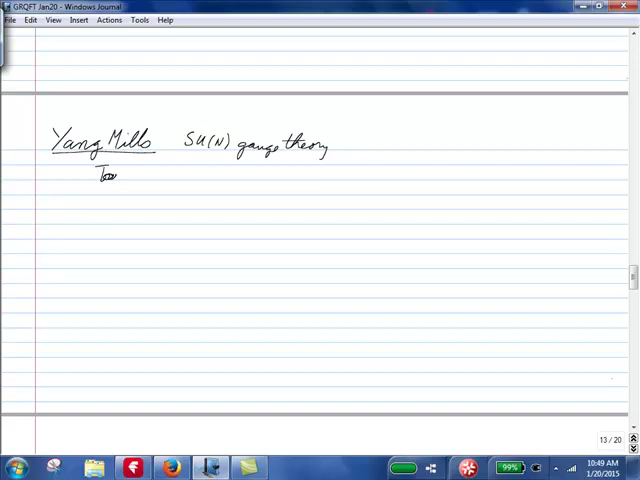 GRQFT Jan20 - Windows Journal
File Edit View Insert Actions Tools Help
Yang Mills SU(N) gauge theory
13 / 20
99%
10:49 AM
1/20/2015